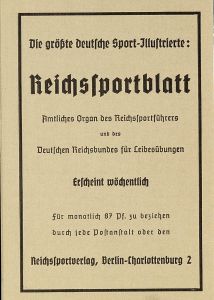 Die größte deutsche Sport-Illustrierte:
Reichssportblatt
Amtliches Organ des Reichssportführers
und des
Deutschen Reichsbundes für Leibesübungen
Erscheint wöchentlich
Für monatlich 87 Pf. zu beziehen
durch jede Postanstalt oder den
Reichssportverlag, Berlin-Charlottenburg 2